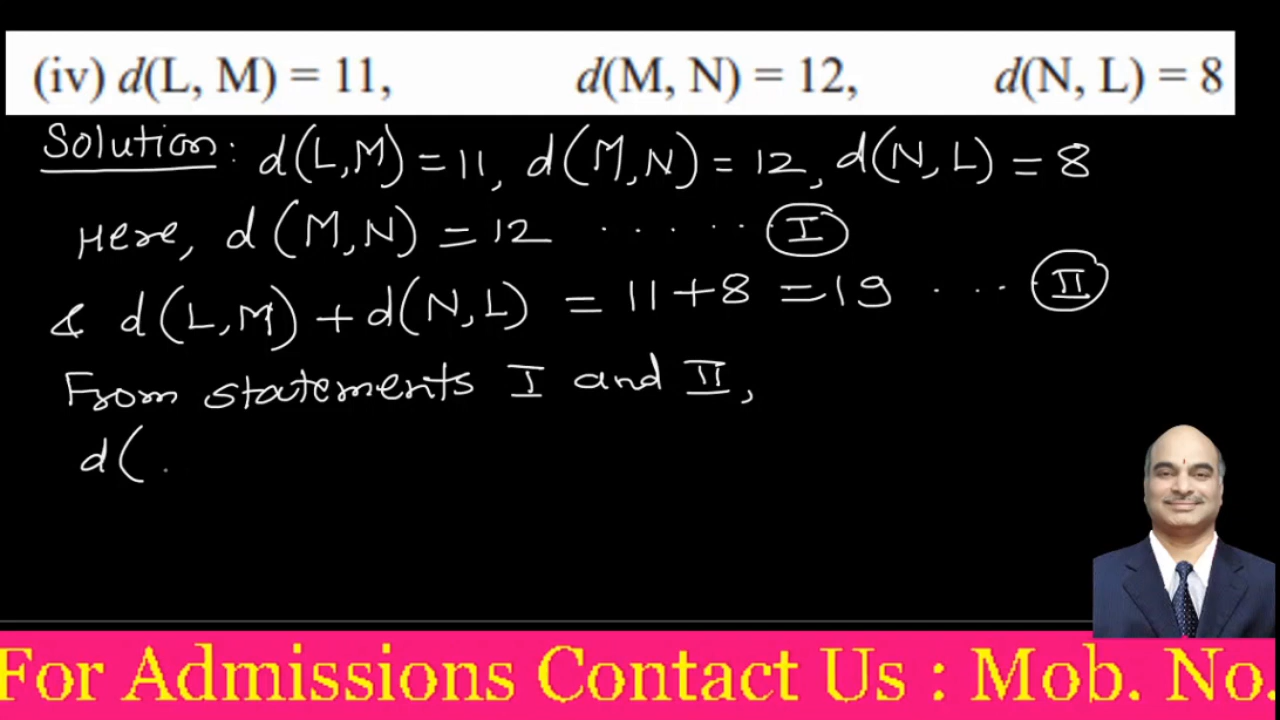 (iv) d(L, M) = 11, d(M, N) = 12, d(N, L) = 8
Solution: d(L,M) = 11, d(M,N) = 12, d(N, L) = 8
Here, d(M,N) = 12 ..... I
& d(L,M) + d(N,L) = 11+8 = 19 .... II
From statements I and II,
d(
For Admissions Contact Us : Mob. No.